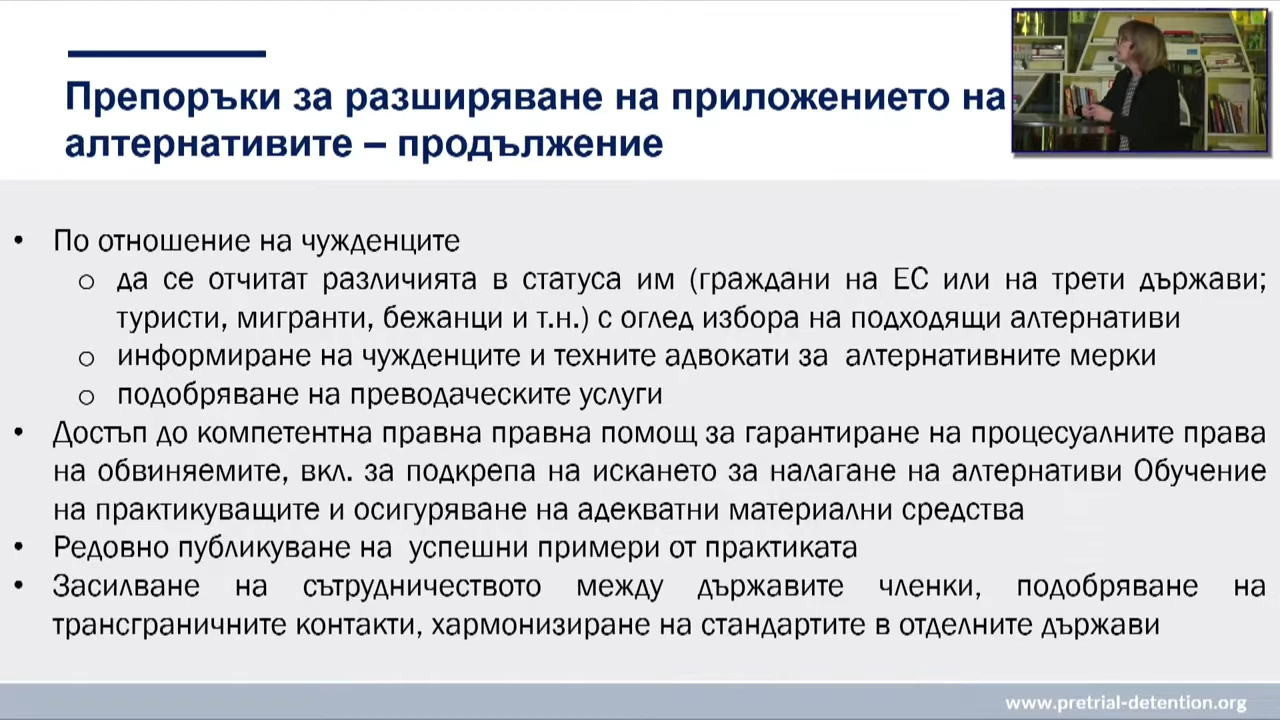 Препоръки за разширяване на приложението на
алтернативите – продължение
• По отношение на чужденците
o да се отчитат различията в статуса им (граждани на ЕС или на трети държави;
туристи, мигранти, бежанци и т.н.) с оглед избора на подходящи алтернативи
o информиране на чужденците и техните адвокати за алтернативните мерки
o подобряване на преводаческите услуги
• Достъп до компетентна правна правна помощ за гарантиране на процесуалните права
на обвиняемите, вкл. за подкрепа на искането за налагане на алтернативи Обучение
на практикуващите и осигуряване на адекватни материални средства
• Редовно публикуване на успешни примери от практиката
• Засилване на сътрудничеството между държавите членки, подобряване на
трансграничните контакти, хармонизиране на стандартите в отделните държави
www.pretrial-detention.org